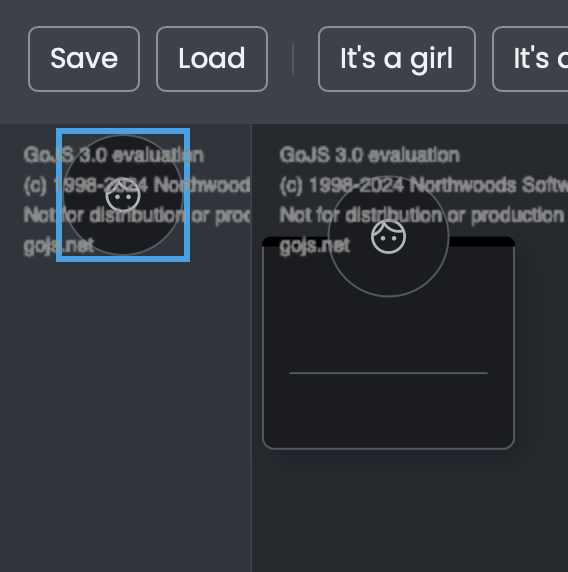 Save
Load
It's a girl
It's
GoJS 3.0 evaluation
(c) 1998-2024 Northwood
Not for distribution or prod
gojs.net
GoJS 3.0 evaluation
(c) 1998-2024 Northwoods Softw
Not for distribution or production
gojs.net